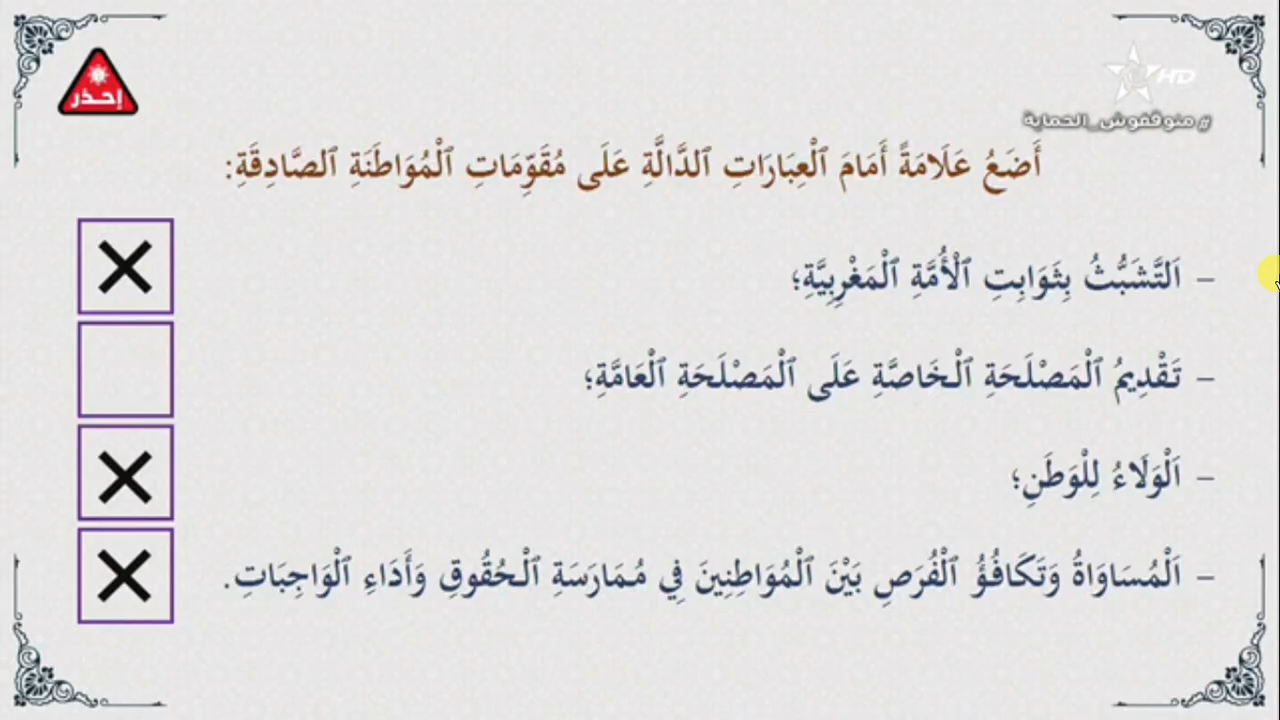 HD
إحذر
# منوقفوش_الحماية
أَضَعُ عَلَامَةً أَمَامَ ٱلْعِبَارَاتِ ٱلدَّالَّةِ عَلَى مُقَوِّمَاتِ ٱلْمُوَاطَنَةِ ٱلصَّادِقَةِ:
– اَلتَّشَبُّثُ بِثَوَابِتِ ٱلْأُمَّةِ ٱلْمَغْرِبِيَّةِ؛
– تَقْدِيمُ ٱلْمَصْلَحَةِ ٱلْخَاصَّةِ عَلَى ٱلْمَصْلَحَةِ ٱلْعَامَّةِ؛
– اَلْوَلَاءُ لِلْوَطَنِ؛
– اَلْمُسَاوَاةُ وَتَكَافُؤُ ٱلْفُرَصِ بَيْنَ ٱلْمُوَاطِنِينَ فِي مُمَارَسَةِ ٱلْحُقُوقِ وَأَدَاءِ ٱلْوَاجِبَاتِ.